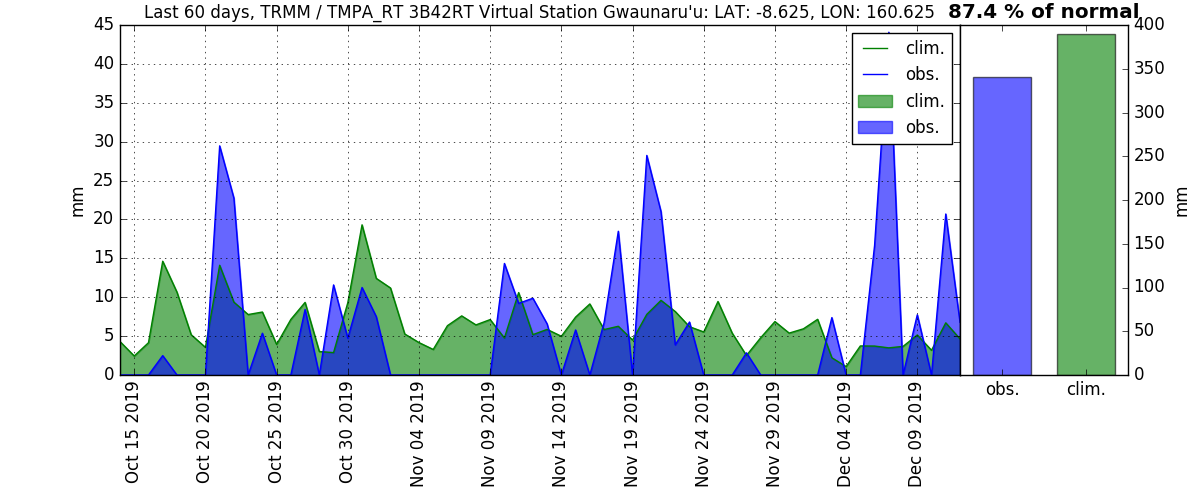 Last 60 days, TRMM / TMPA_RT 3B42RT Virtual Station Gwaunaru'u: LAT: -8.625, LON: 160.625 87.4 % of normal
45
40
35
30
25
20
15
10
5
0
mm
clim.
obs.
clim.
obs.
400
350
300
250
200
150
100
50
0
mm
obs.
clim.
Oct 15 2019
Oct 20 2019
Oct 25 2019
Oct 30 2019
Nov 04 2019
Nov 09 2019
Nov 14 2019
Nov 19 2019
Nov 24 2019
Nov 29 2019
Dec 04 2019
Dec 09 2019